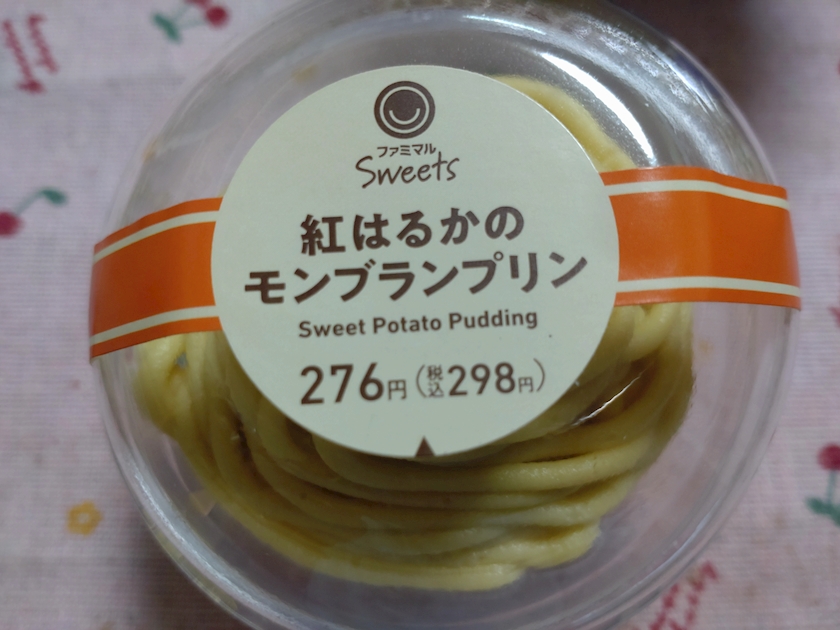 ファミマル
Sweets
紅はるかの
モンブランプリン
Sweet Potato Pudding
276円(税込298円)